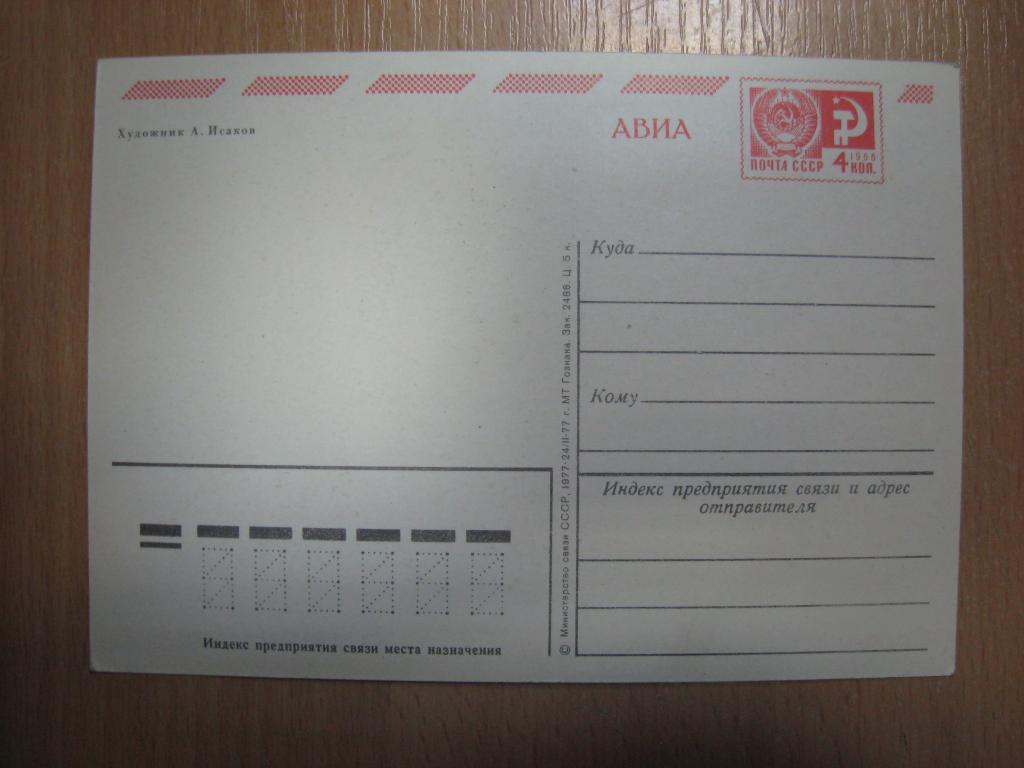 Художник А. Исаков
АВИА
1966
ПОЧТА СССР 4 КОП.
Куда
Кому
Индекс предприятия связи и адрес
отправителя
© Министерство связи СССР, 1977-24/II-77 г. МТ Гознака. Зак. 2466. Ц. 5 к.
Индекс предприятия связи места назначения